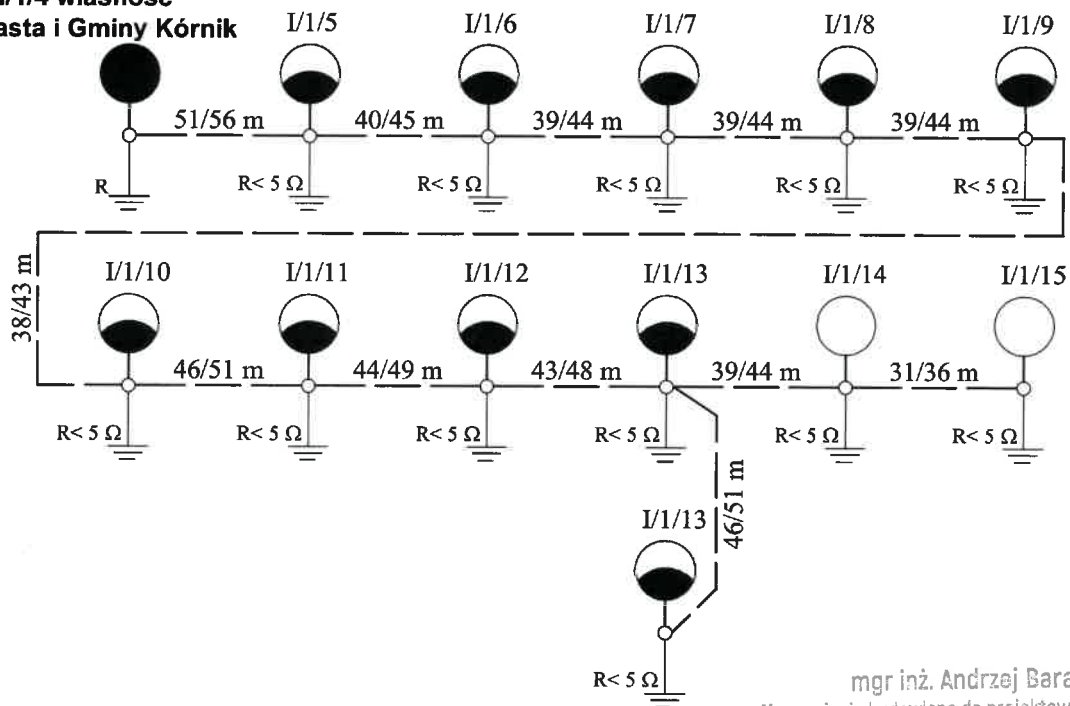 własność
asta i Gminy Kórnik
I/1/5 I/1/6 I/1/7 I/1/8 I/1/9
51/56 m 40/45 m 39/44 m 39/44 m 39/44 m
R R< 5 Ω R< 5 Ω R< 5 Ω R< 5 Ω R< 5 Ω
38/43 m
I/1/10 I/1/11 I/1/12 I/1/13 I/1/14 I/1/15
46/51 m 44/49 m 43/48 m 39/44 m 31/36 m
R< 5 Ω R< 5 Ω R< 5 Ω R< 5 Ω R< 5 Ω R< 5 Ω
46/51 m
I/1/13
R< 5 Ω
mgr inż. Andrzej Bara